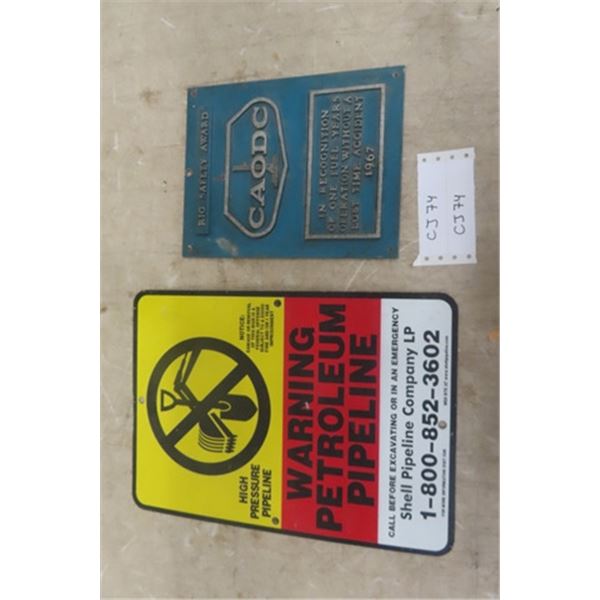 RIG SAFETY AWARD
CAODC
IN RECOGNITION
OF ONE FULL YEARS
OPERATION WITHOUT A
LOST TIME ACCIDENT
1967
CJ74
CJ74
NOTICE:
HIGH
PRESSURE
PIPELINE
WARNING
PETROLEUM
PIPELINE
CALL BEFORE EXCAVATING OR IN AN EMERGENCY
Shell Pipeline Company LP
1-800-852-3602